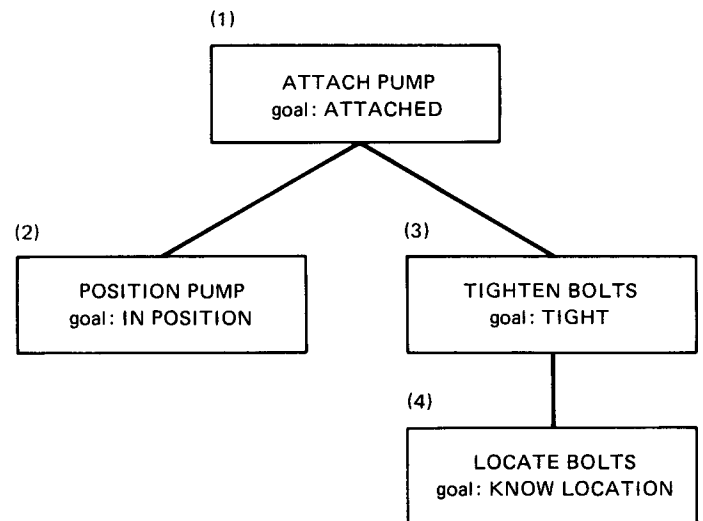 (1)
ATTACH PUMP
goal: ATTACHED
(2)
POSITION PUMP
goal: IN POSITION
(3)
TIGHTEN BOLTS
goal: TIGHT
(4)
LOCATE BOLTS
goal: KNOW LOCATION